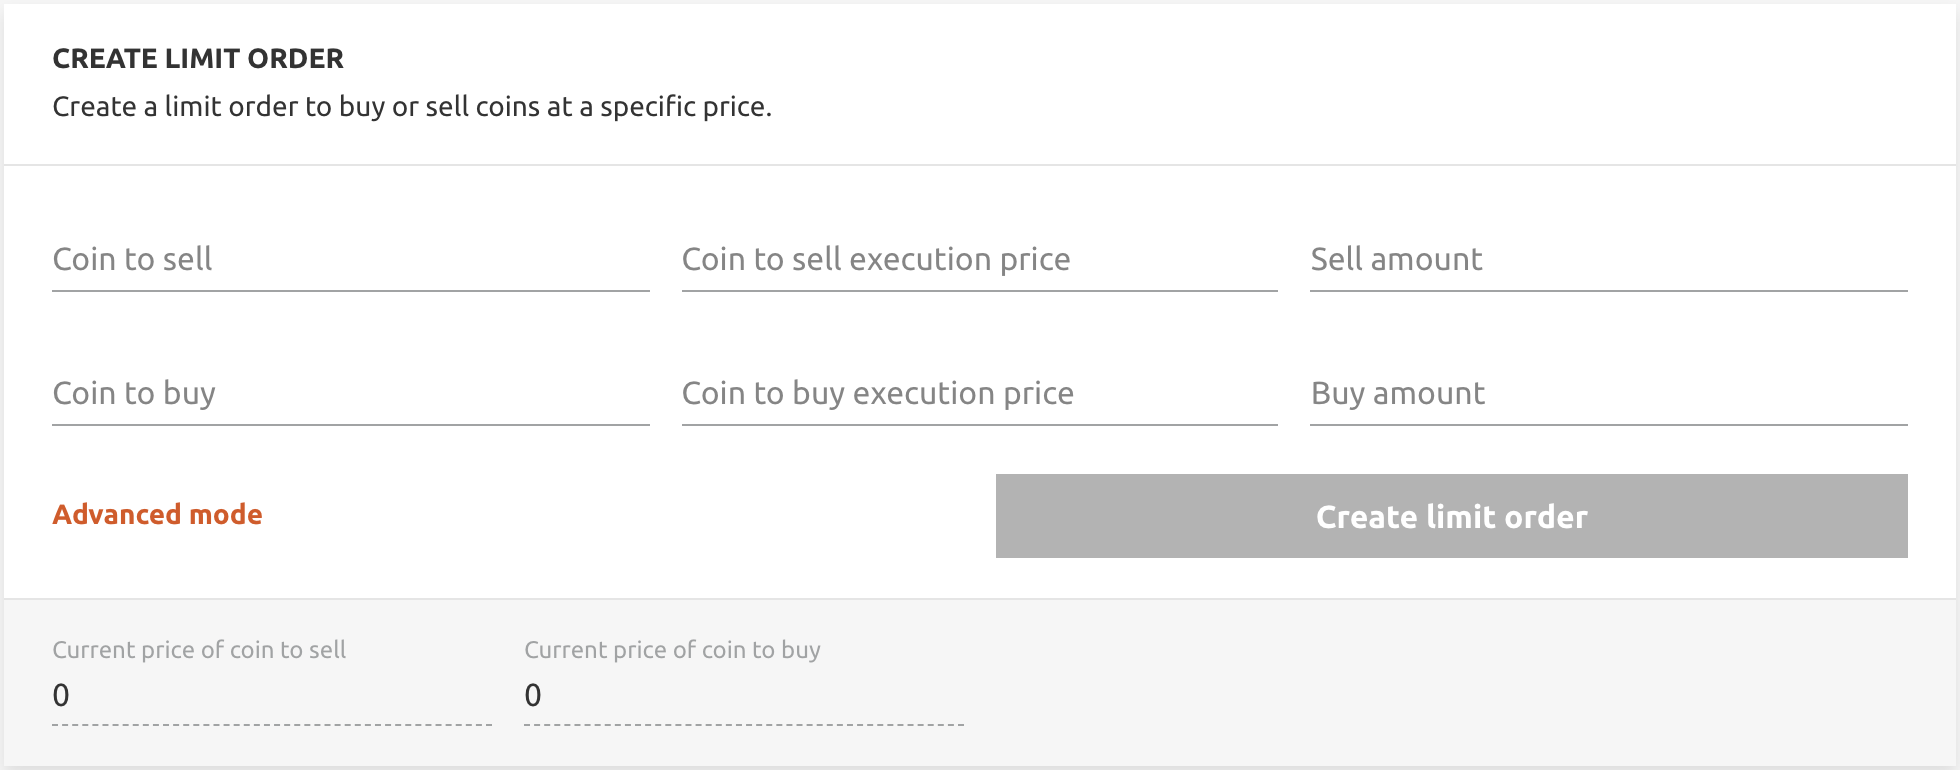 CREATE LIMIT ORDER
Create a limit order to buy or sell coins at a specific price.
Coin to sell
Coin to sell execution price
Sell amount
Coin to buy
Coin to buy execution price
Buy amount
Advanced mode
Create limit order
Current price of coin to sell
Current price of coin to buy
0
0